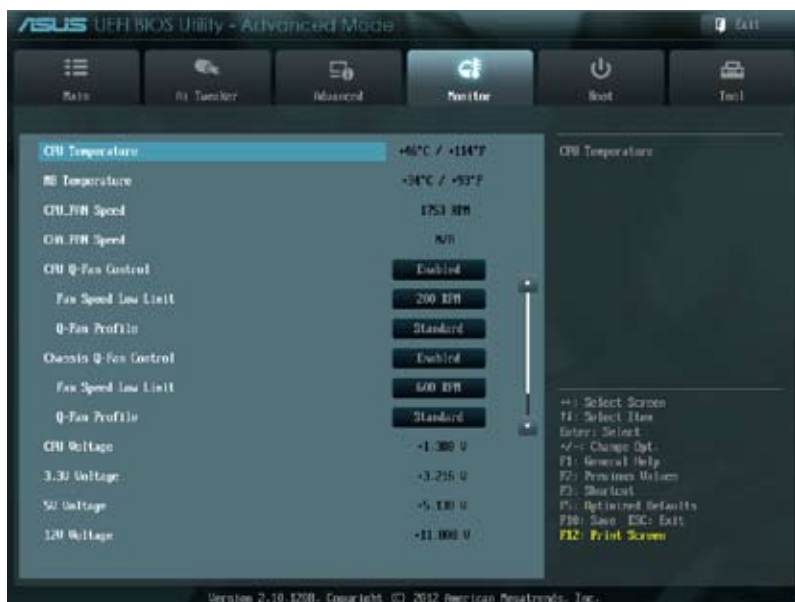 ASUS UEFI BIOS Utility - Advanced Mode
Exit
Main
Ai Tweaker
Advanced
Monitor
Boot
Tool
CPU Temperature +46°C / +114°F
MB Temperature +34°C / +93°F
CPU_FAN Speed 1753 RPM
CHA_FAN Speed N/A
CPU Q-Fan Control Enabled
Fan Speed Low Limit 200 RPM
Q-Fan Profile Standard
Chassis Q-Fan Control Enabled
Fan Speed Low Limit 600 RPM
Q-Fan Profile Standard
CPU Voltage
3.3V Voltage
5V Voltage
12V Voltage
CPU Temperature
Select Screen
Select Item
Enter: Select
+/-: Change Opt.
F1: General Help
F2: Previous Values
F3: Shortcut
F5: Optimized Defaults
F10: Save ESC: Exit
F12: Print Screen
Version 2.10.1208. Copyright (C) 2012 American Megatrends, Inc.